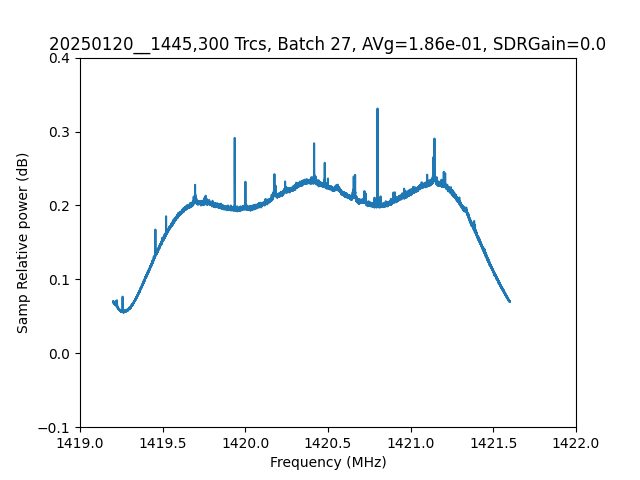 20250120__1445,300 Trcs, Batch 27, AVg=1.86e-01, SDRGain=0.0
0.4
0.3
0.2
0.1
0.0
−0.1
Samp Relative power (dB)
1419.0 1419.5 1420.0 1420.5 1421.0 1421.5 1422.0
Frequency (MHz)